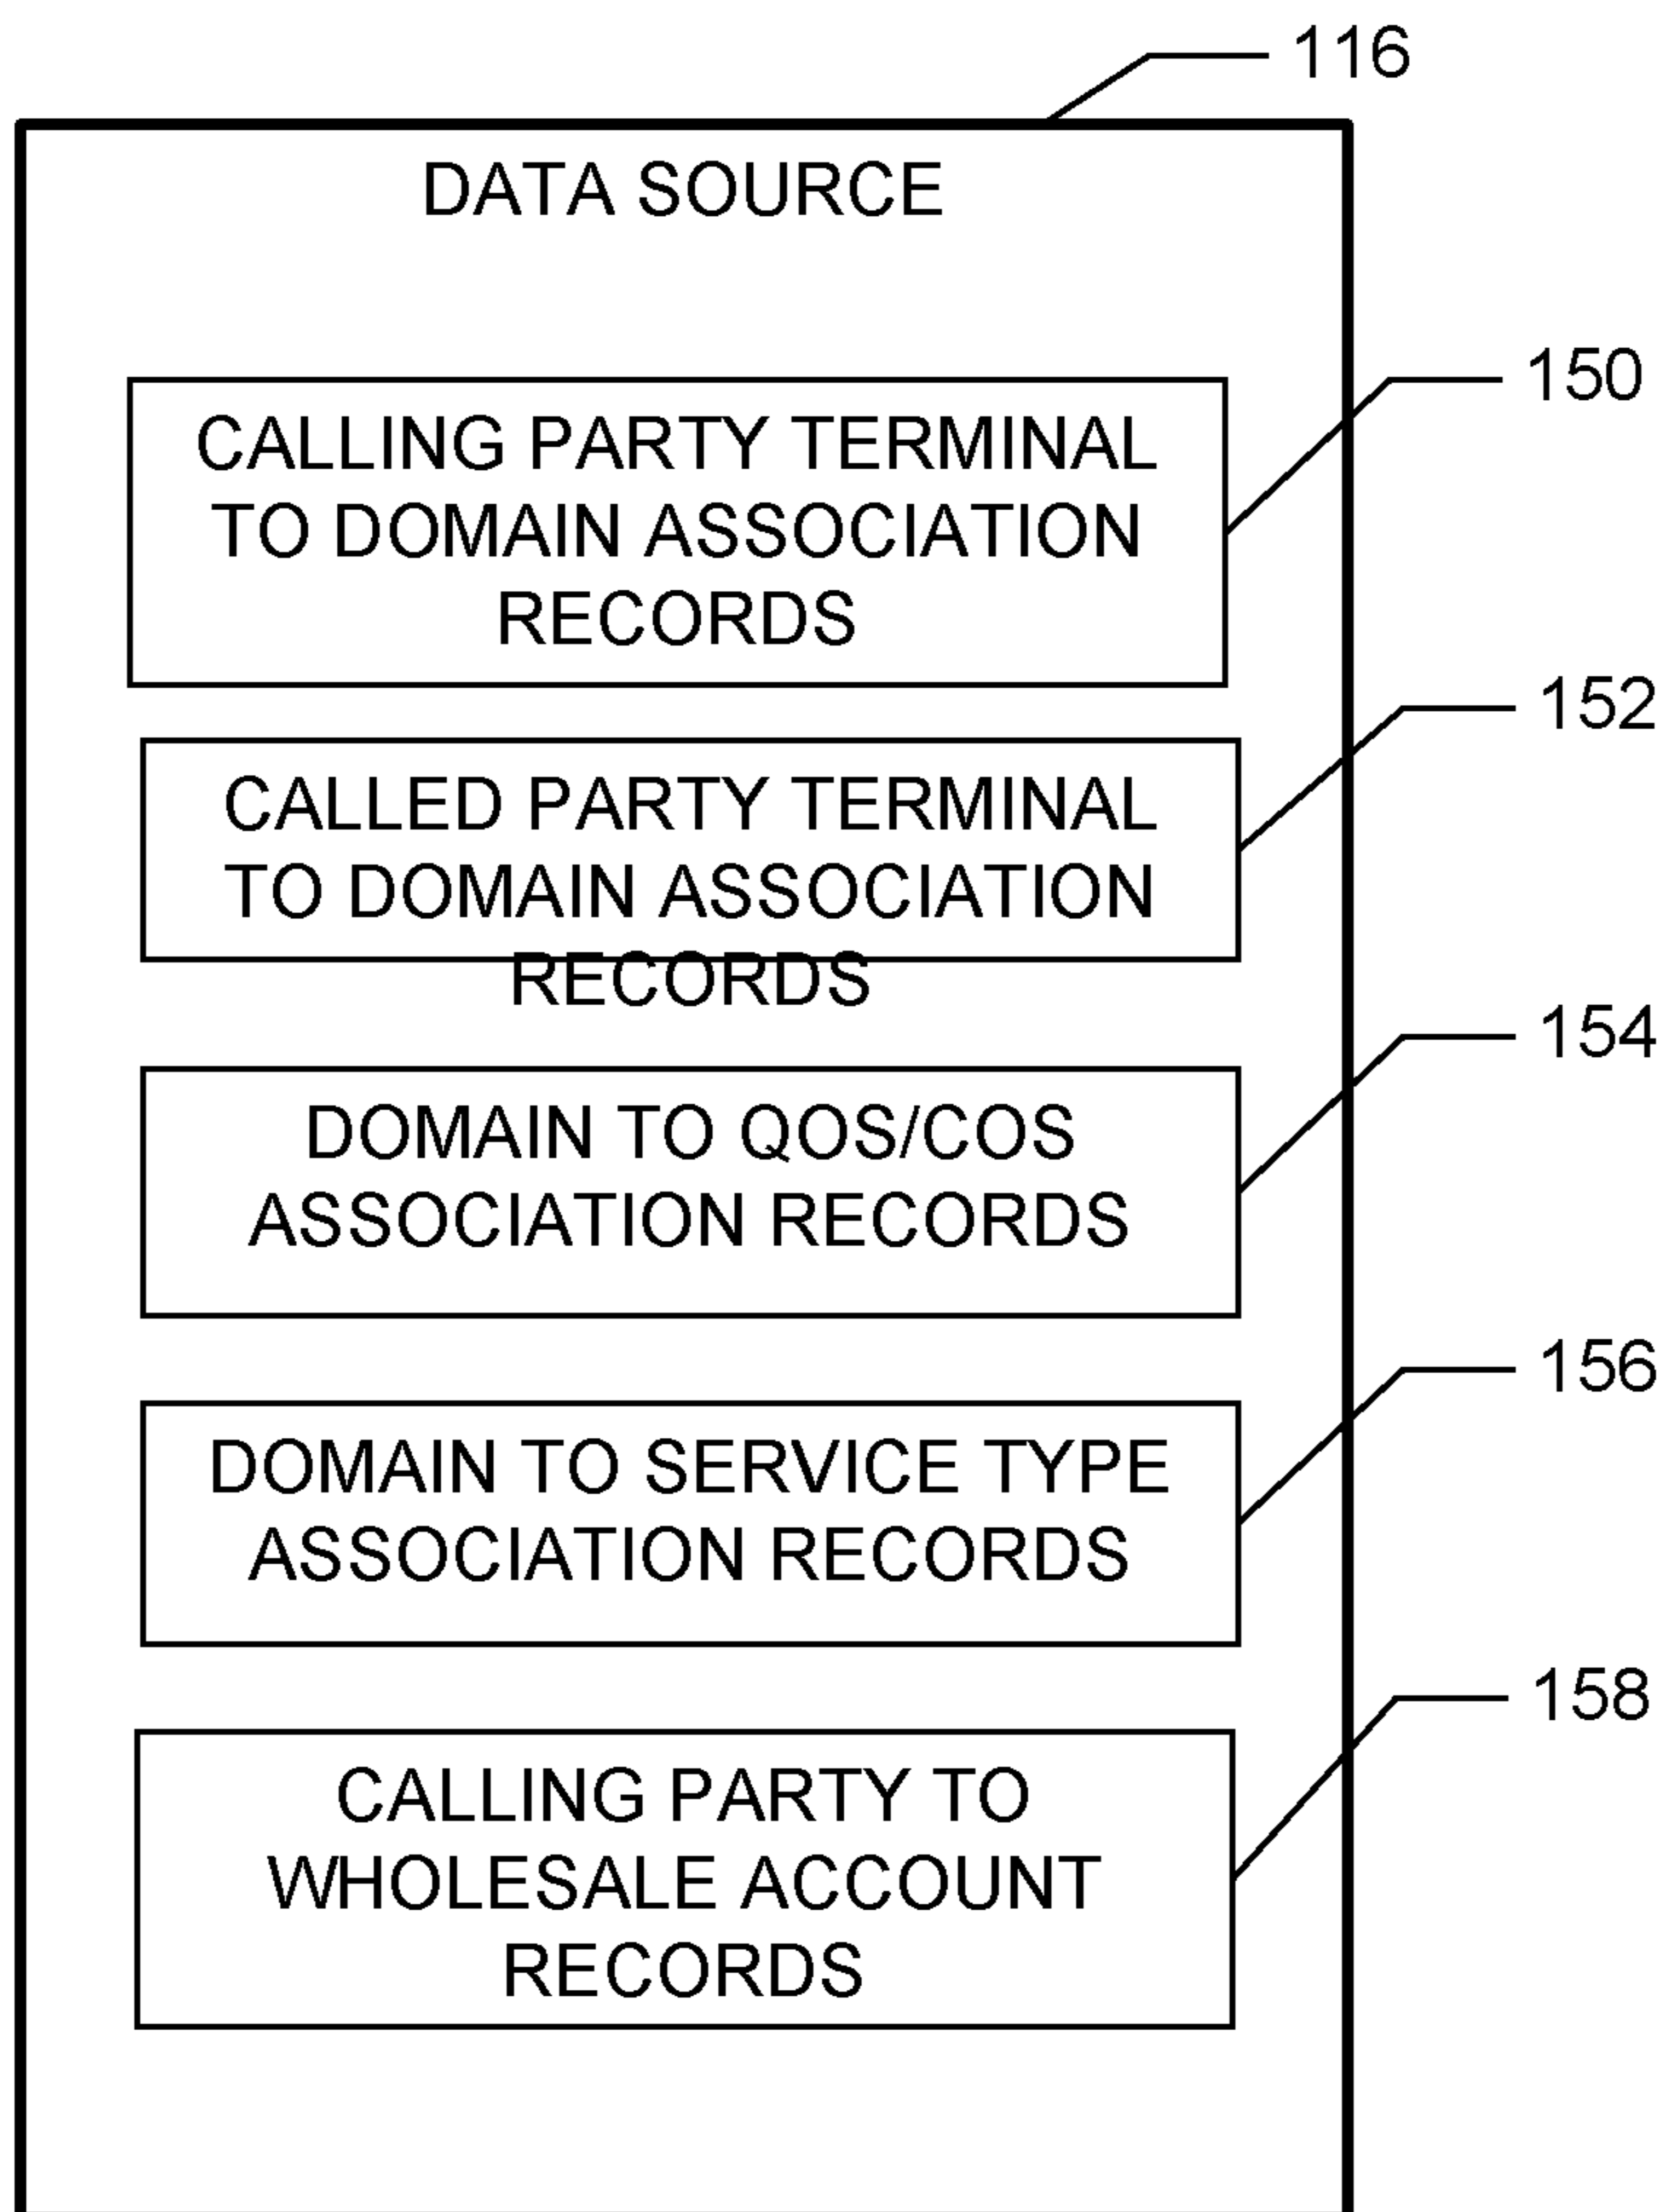 116
DATA SOURCE
150
CALLING PARTY TERMINAL
TO DOMAIN ASSOCIATION
RECORDS
152
CALLED PARTY TERMINAL
TO DOMAIN ASSOCIATION
RECORDS
154
DOMAIN TO QOS/COS
ASSOCIATION RECORDS
156
DOMAIN TO SERVICE TYPE
ASSOCIATION RECORDS
158
CALLING PARTY TO
WHOLESALE ACCOUNT
RECORDS